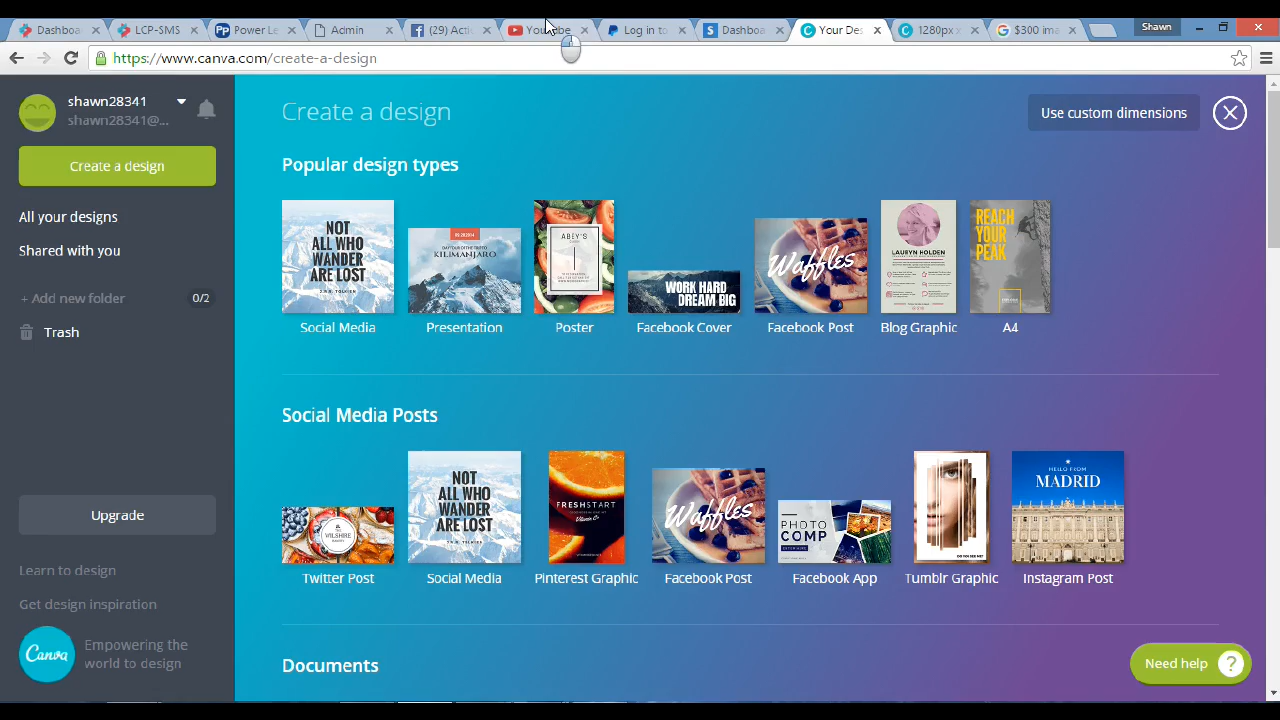 Dashboa
LCP-SMS
Power Le
Admin
(29) Acti
Youtube
Log in to
Dashboa
Your Des
1280px x
$300 ima
Shawn
https://www.canva.com/create-a-design
shawn28341
shawn28341@...
Create a design
All your designs
Shared with you
+ Add new folder 0/2
Trash
Upgrade
Learn to design
Get design inspiration
Canva
Empowering the
world to design
Create a design
Use custom dimensions
Popular design types
NOT
ALL WHO
WANDER
ARE LOST
KILIMANJARO
ABEY'S
WORK HARD
DREAM BIG
Waffles
LAURYN HOLDEN
REACH
YOUR
PEAK
Social Media
Presentation
Poster
Facebook Cover
Facebook Post
Blog Graphic
A4
Social Media Posts
WILSHIRE
NOT
ALL WHO
WANDER
ARE LOST
FRESHSTART
Waffles
PHOTO
COMP
HELLO FROM
MADRID
Twitter Post
Social Media
Pinterest Graphic
Facebook Post
Facebook App
Tumblr Graphic
Instagram Post
Documents
Need help ?